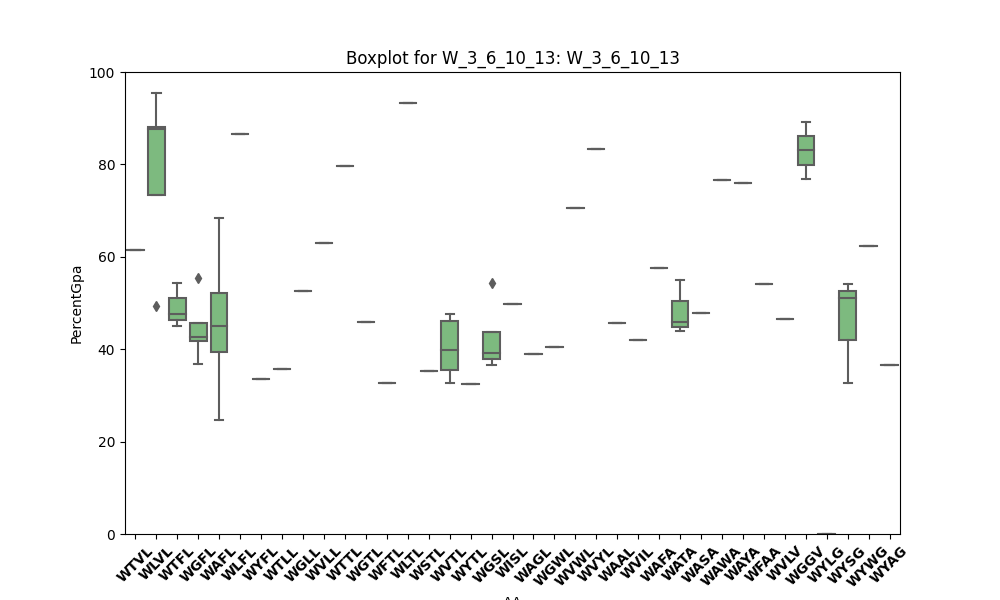 Boxplot for W_3_6_10_13: W_3_6_10_13
PercentGpa
100
80
60
40
20
0
WTVL
WLVL
WTFL
WGFL
WAFL
WLFL
WYFL
WTLL
WGLL
WVLL
WTTL
WGTL
WFTL
WLTL
WSTL
WVTL
WYTL
WGSL
WISL
WAGL
WGWL
WVWL
WVYL
WAAL
WVIL
WAFA
WATA
WASA
WAWA
WAYA
WFAA
WVLV
WGGV
WYLG
WYSG
WYWG
WYAG